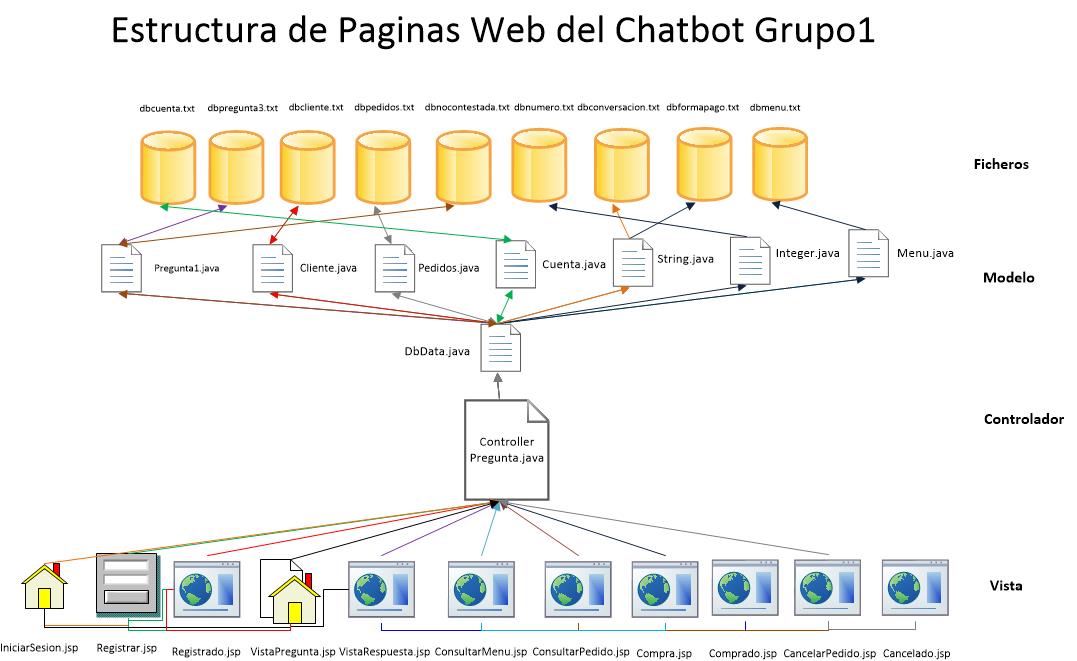 Estructura de Paginas Web del Chatbot Grupo1
dbcuenta.txt dbpregunta3.txt dbcliente.txt dbpedidos.txt dbnocontestada.txt dbnumero.txt dbconversacion.txt dbformapago.txt dbmenu.txt
Ficheros
Pregunta1.java Cliente.java Pedidos.java Cuenta.java String.java Integer.java Menu.java
Modelo
DbData.java
Controlador
Controller
Pregunta.java
Vista
IniciarSesion.jsp Registrar.jsp Registrado.jsp VistaPregunta.jsp VistaRespuesta.jsp ConsultarMenu.jsp ConsultarPedido.jsp Compra.jsp Comprado.jsp CancelarPedido.jsp Cancelado.jsp